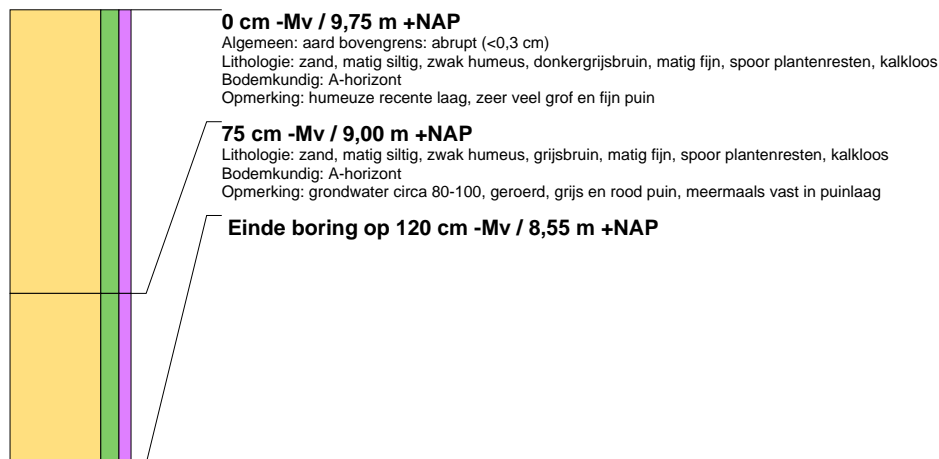 0 cm -Mv / 9,75 m +NAP
Algemeen: aard bovengrens: abrupt (<0,3 cm)
Lithologie: zand, matig siltig, zwak humeus, donkergrijsbruin, matig fijn, spoor plantenresten, kalkloos
Bodemkundig: A-horizont
Opmerking: humeuze recente laag, zeer veel grof en fijn puin
75 cm -Mv / 9,00 m +NAP
Lithologie: zand, matig siltig, zwak humeus, grijsbruin, matig fijn, spoor plantenresten, kalkloos
Bodemkundig: A-horizont
Opmerking: grondwater circa 80-100, geroerd, grijs en rood puin, meermaals vast in puinlaag
Einde boring op 120 cm -Mv / 8,55 m +NAP